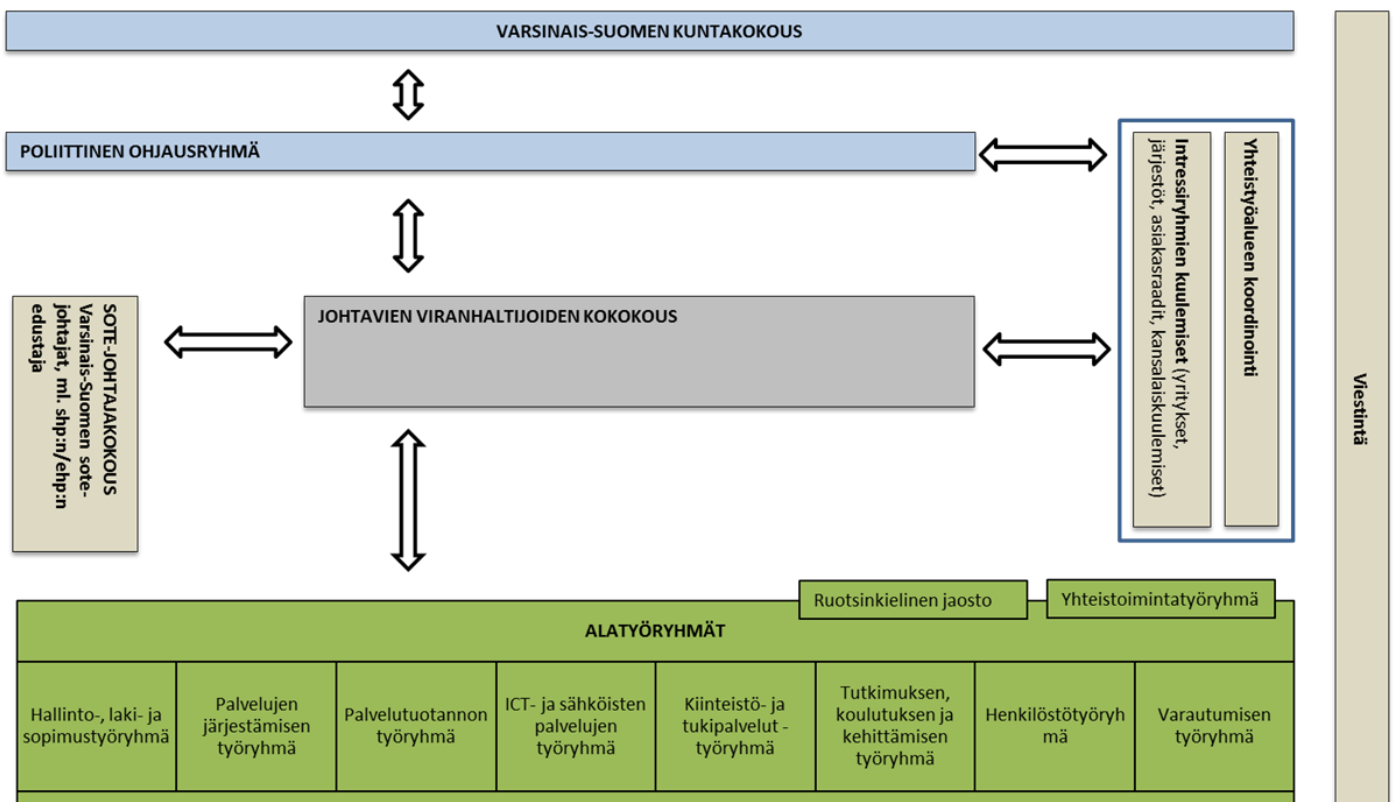 VARSINAIS-SUOMEN KUNTAKOKOUS
POLIITTINEN OHJAUSRYHMÄ
Intressiryhmien kuulemiset (yritykset,
järjestöt, asiakasraadit, kansalaiskuulemiset)
Yhteistyöalueen koordinointi
Viestintä
SOTE-JOHTAJAKOKOUS
Varsinais-Suomen sote-
johtajat, ml. shp:n/ehp:n
edustaja
JOHTAVIEN VIRANHALTIJOIDEN KOKOKOUS
Ruotsinkielinen jaosto
Yhteistoimintatyöryhmä
ALATYÖRYHMÄT
Hallinto-, laki- ja
sopimustyöryhmä
Palvelujen
järjestämisen
työryhmä
Palvelutuotannon
työryhmä
ICT- ja sähköisten
palvelujen
työryhmä
Kiinteistö- ja
tukipalvelut -
työryhmä
Tutkimuksen,
koulutuksen ja
kehittämisen
työryhmä
Henkilöstötyöryh
mä
Varautumisen
työryhmä